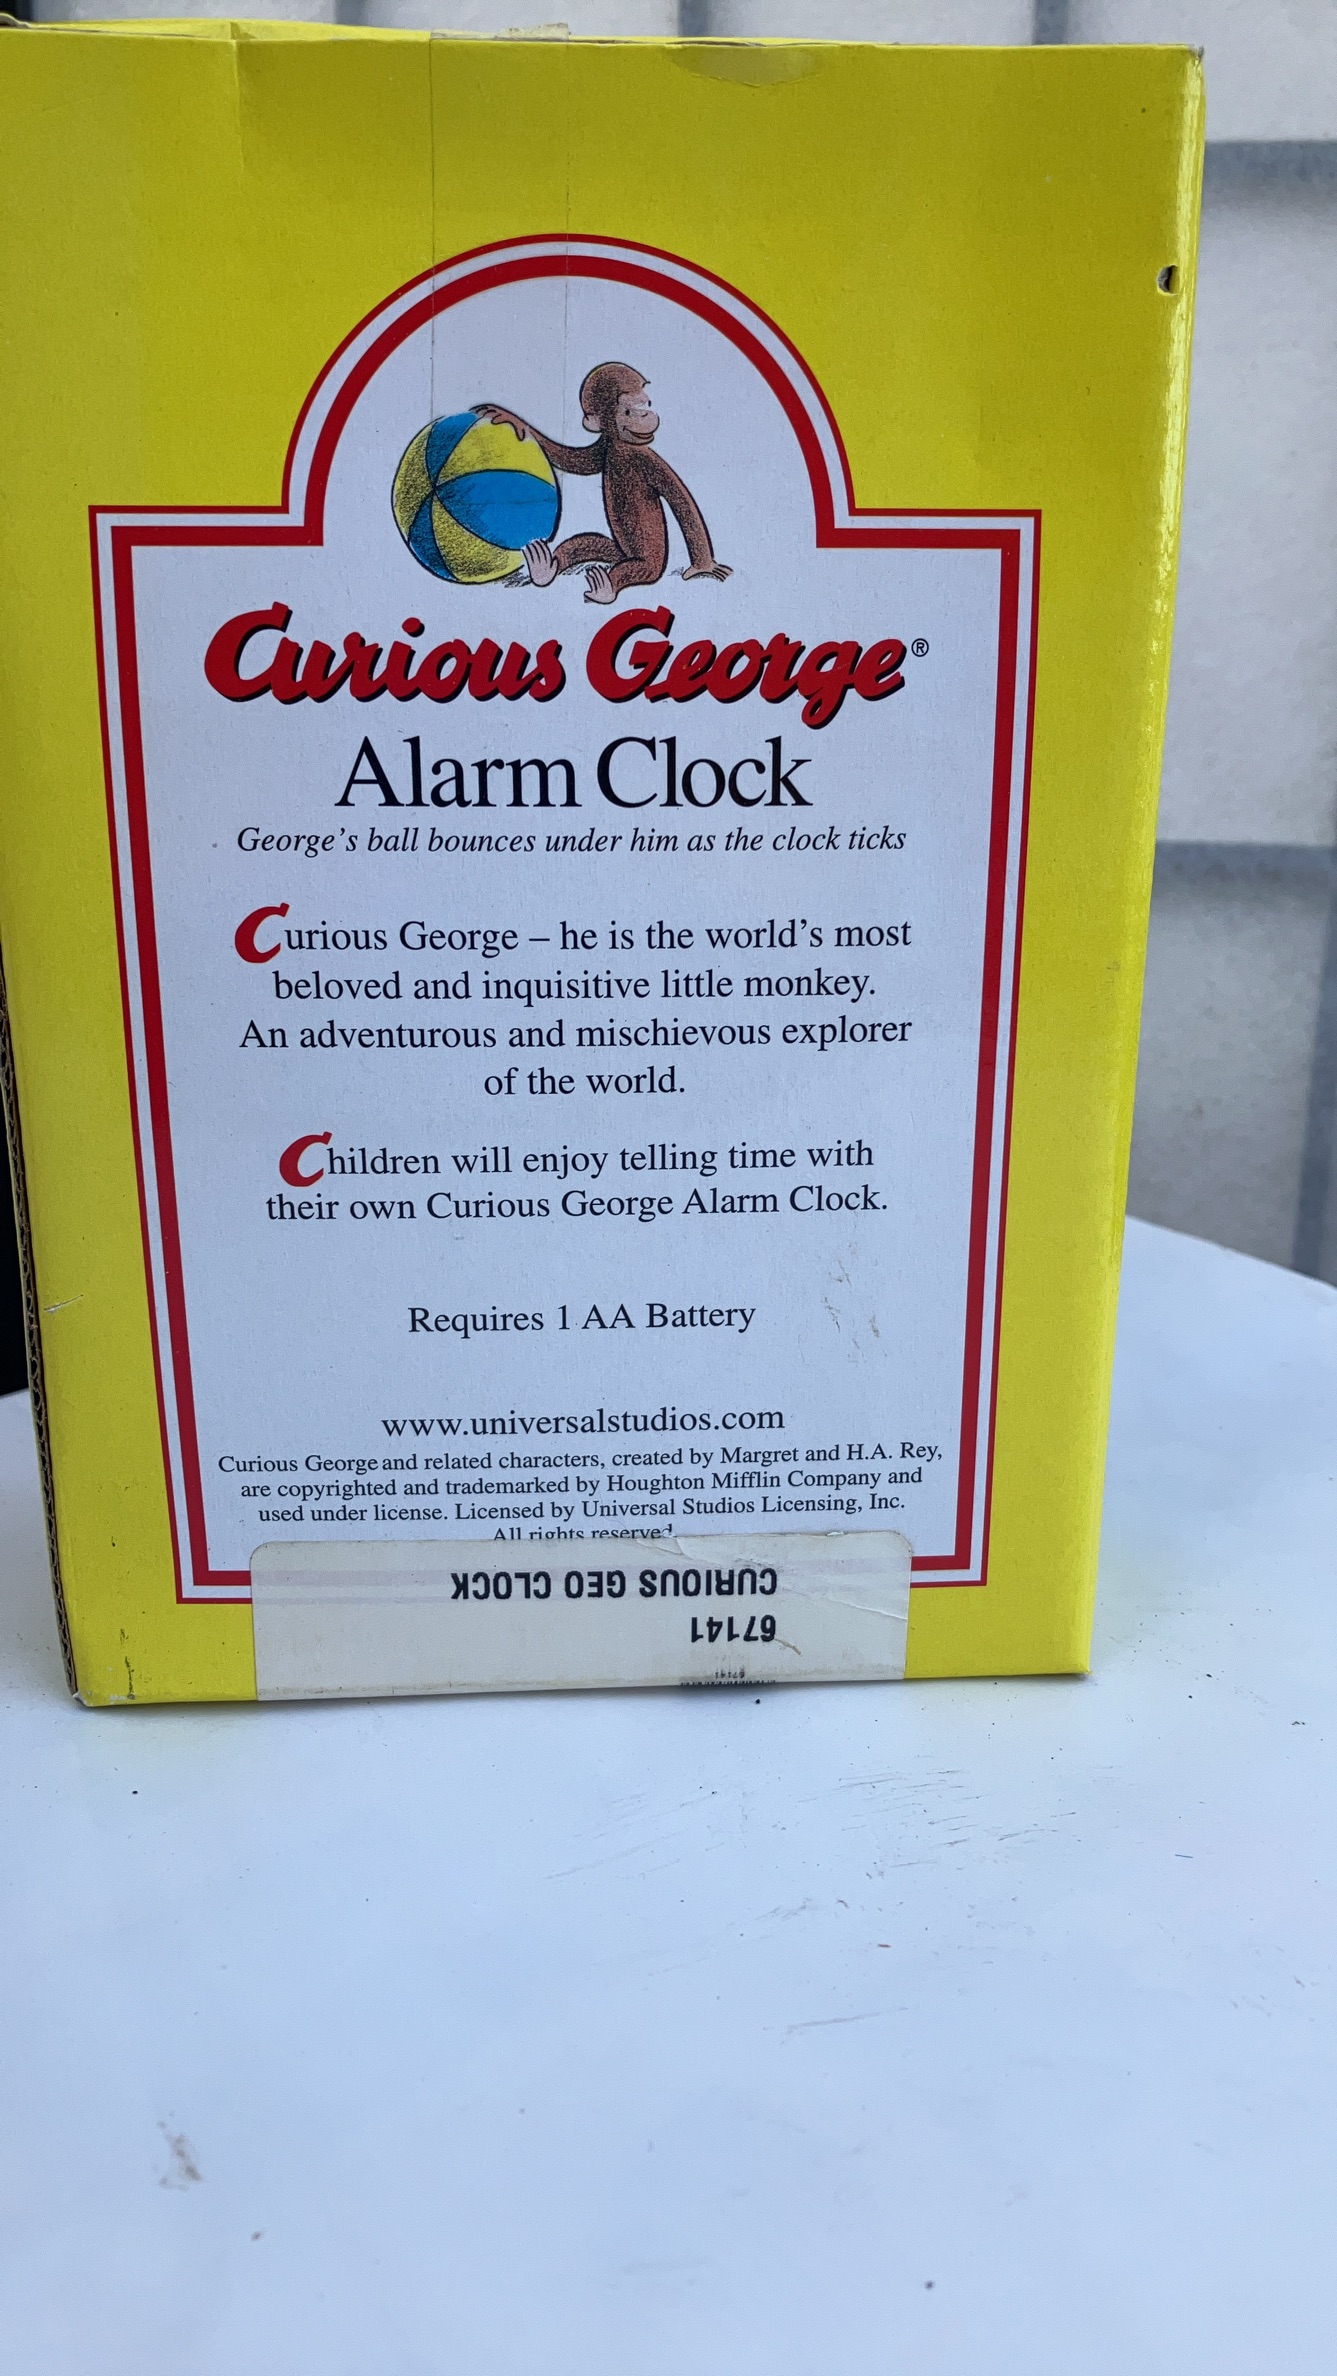 Curious George®
Alarm Clock
George's ball bounces under him as the clock ticks
Curious George – he is the world's most
beloved and inquisitive little monkey.
An adventurous and mischievous explorer
of the world.
Children will enjoy telling time with
their own Curious George Alarm Clock.
Requires 1 AA Battery
www.universalstudios.com
Curious George and related characters, created by Margret and H.A. Rey,
are copyrighted and trademarked by Houghton Mifflin Company and
used under license. Licensed by Universal Studios Licensing, Inc.
All rights reserved.
CURIOUS GEO CLOCK
67141
67141